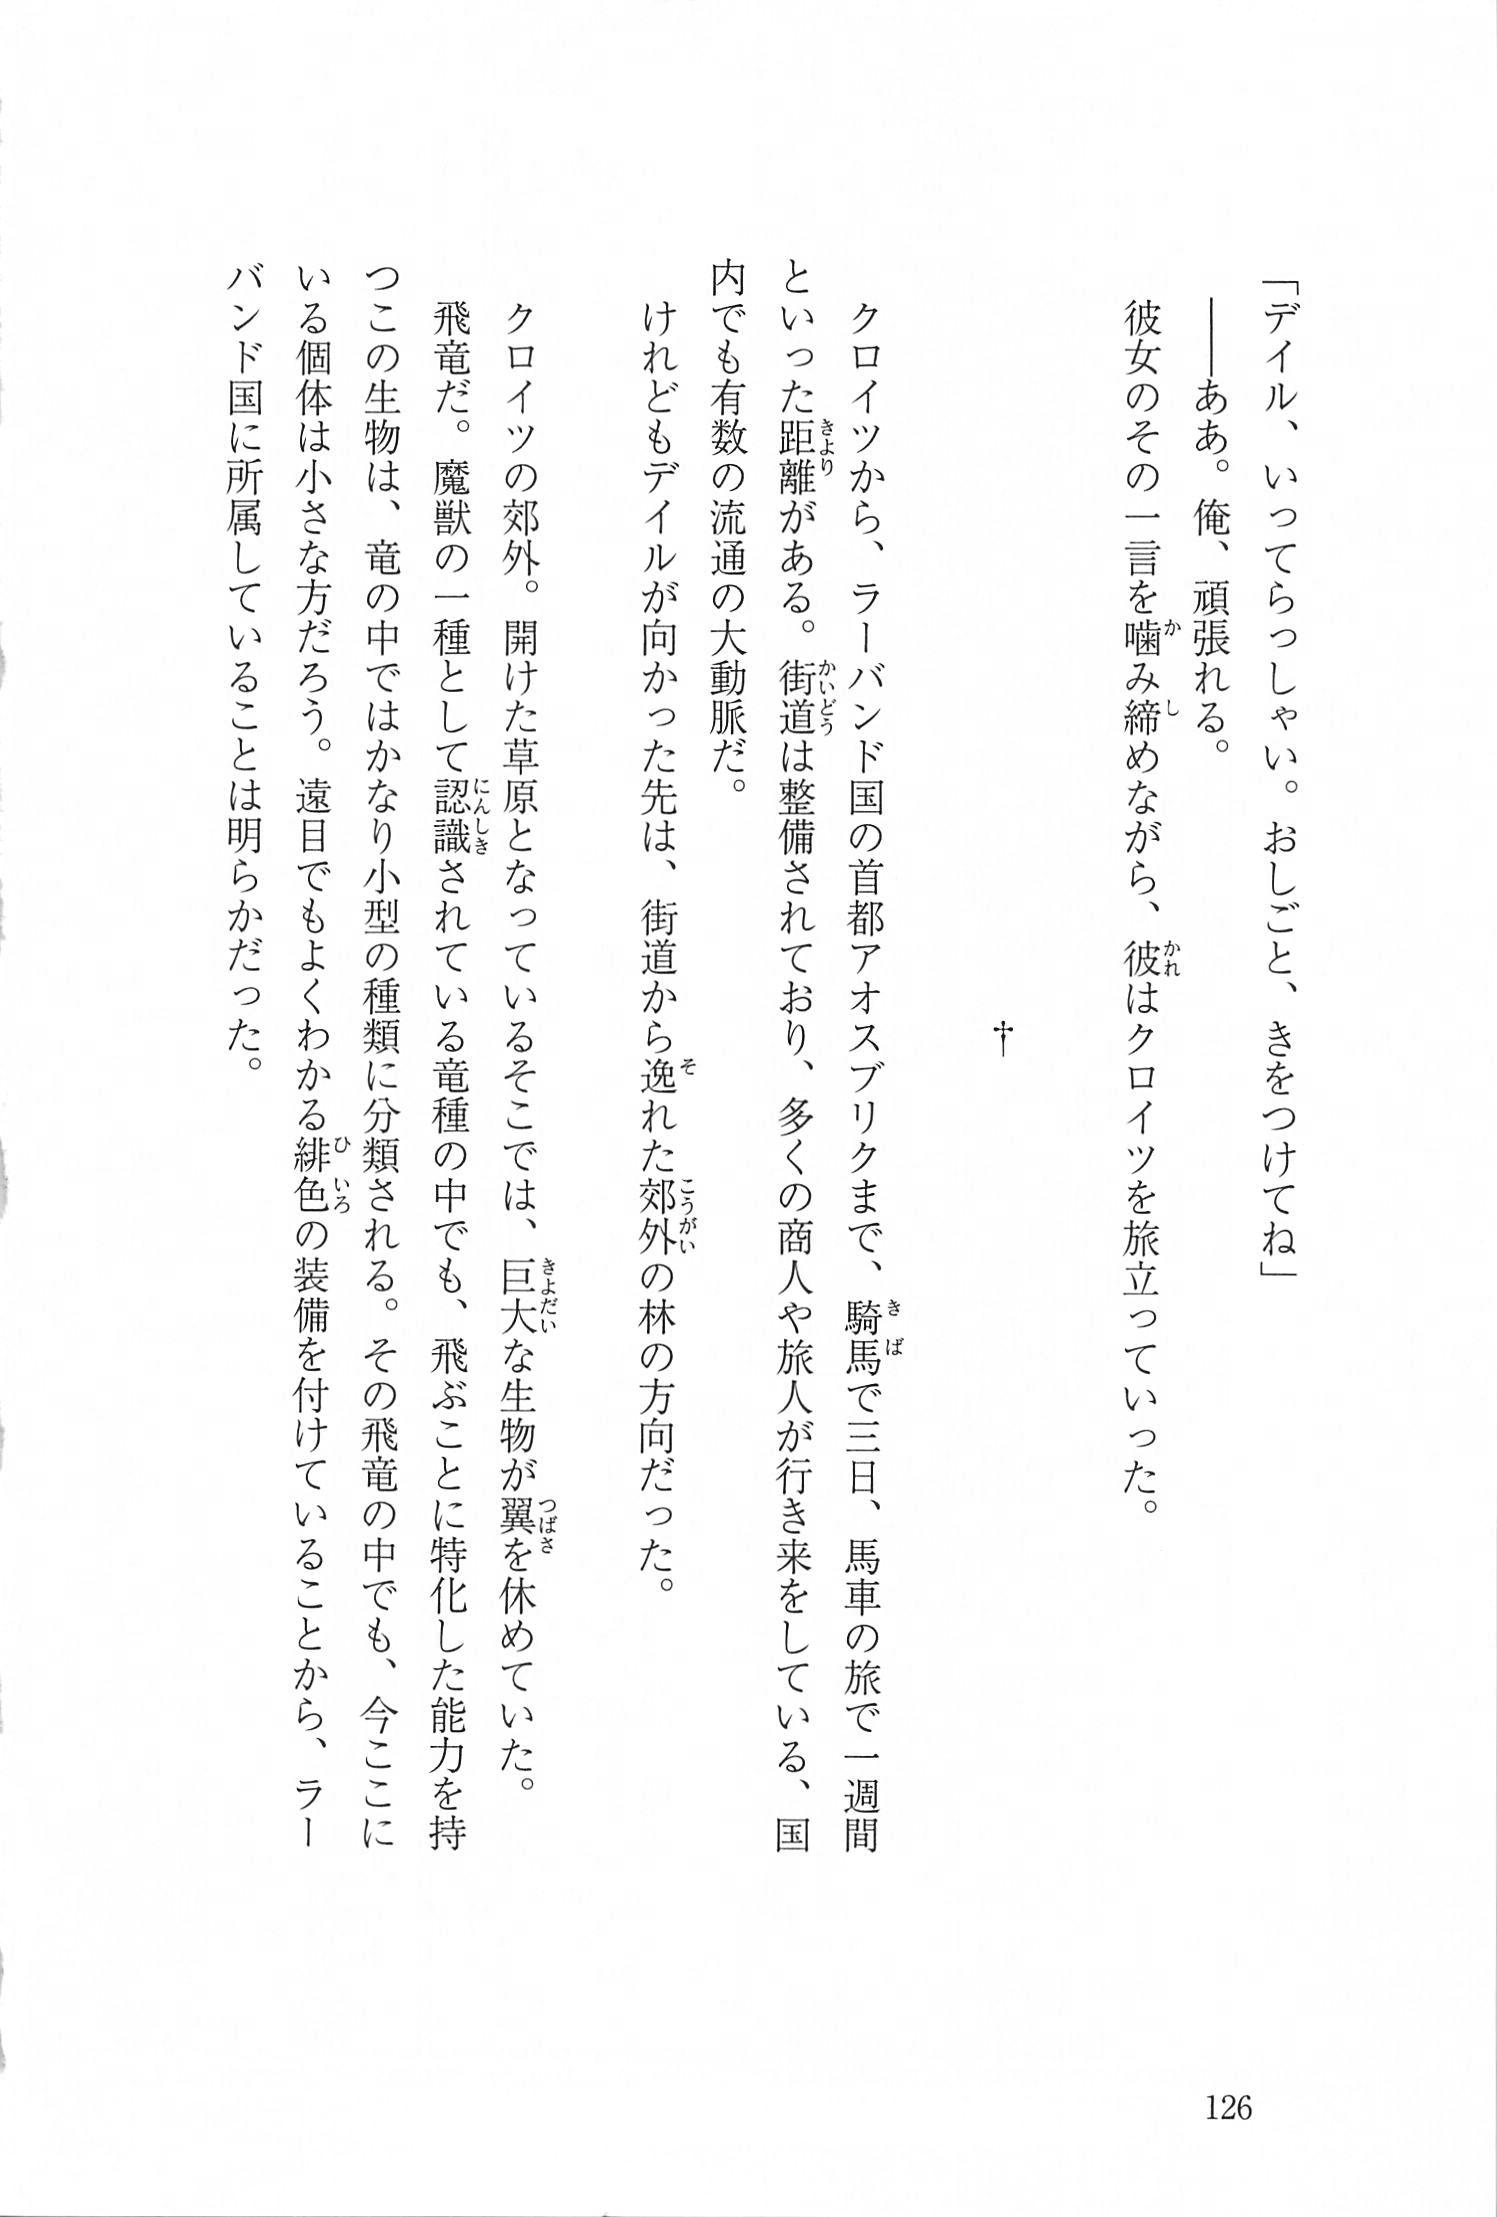 「デイル、いってらっしゃい。おしごと、きをつけてね」
――ああ。俺、頑張れる。
彼女のその一言を噛み締めながら、彼はクロイツを旅立っていった。
†
クロイツから、ラーバンド国の首都アオスブリクまで、騎馬で三日、馬車の旅で一週間
といった距離がある。街道は整備されており、多くの商人や旅人が行き来をしている、国
内でも有数の流通の大動脈だ。
けれどもデイルが向かった先は、街道から逸れた郊外の林の方向だった。
クロイツの郊外。開けた草原となっているそこでは、巨大な生物が翼を休めていた。
飛竜だ。魔獣の一種として認識されている竜種の中でも、飛ぶことに特化した能力を持
つこの生物は、竜の中ではかなり小型の種類に分類される。その飛竜の中でも、今ここに
いる個体は小さな方だろう。遠目でもよくわかる緋色の装備を付けていることから、ラー
バンド国に所属していることは明らかだった。
126